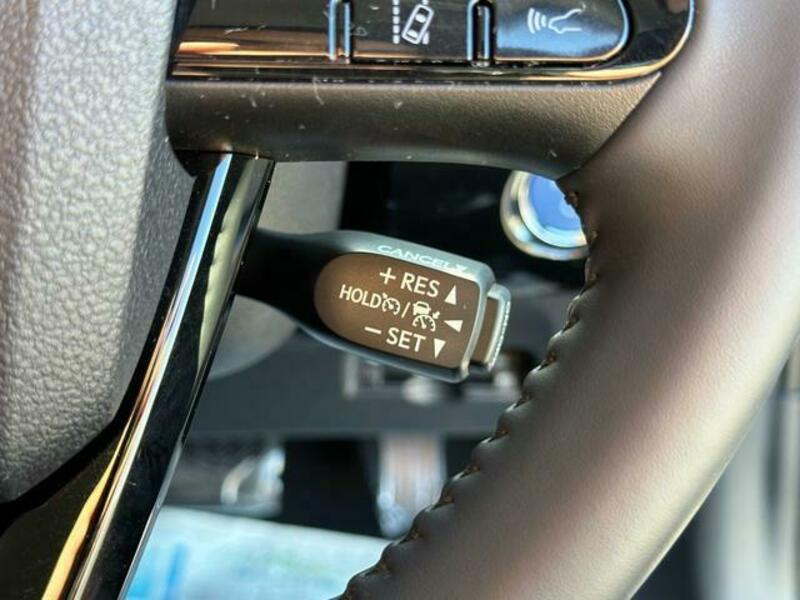 CANCEL
+ RES ▲
HOLD / ◀
− SET ▼